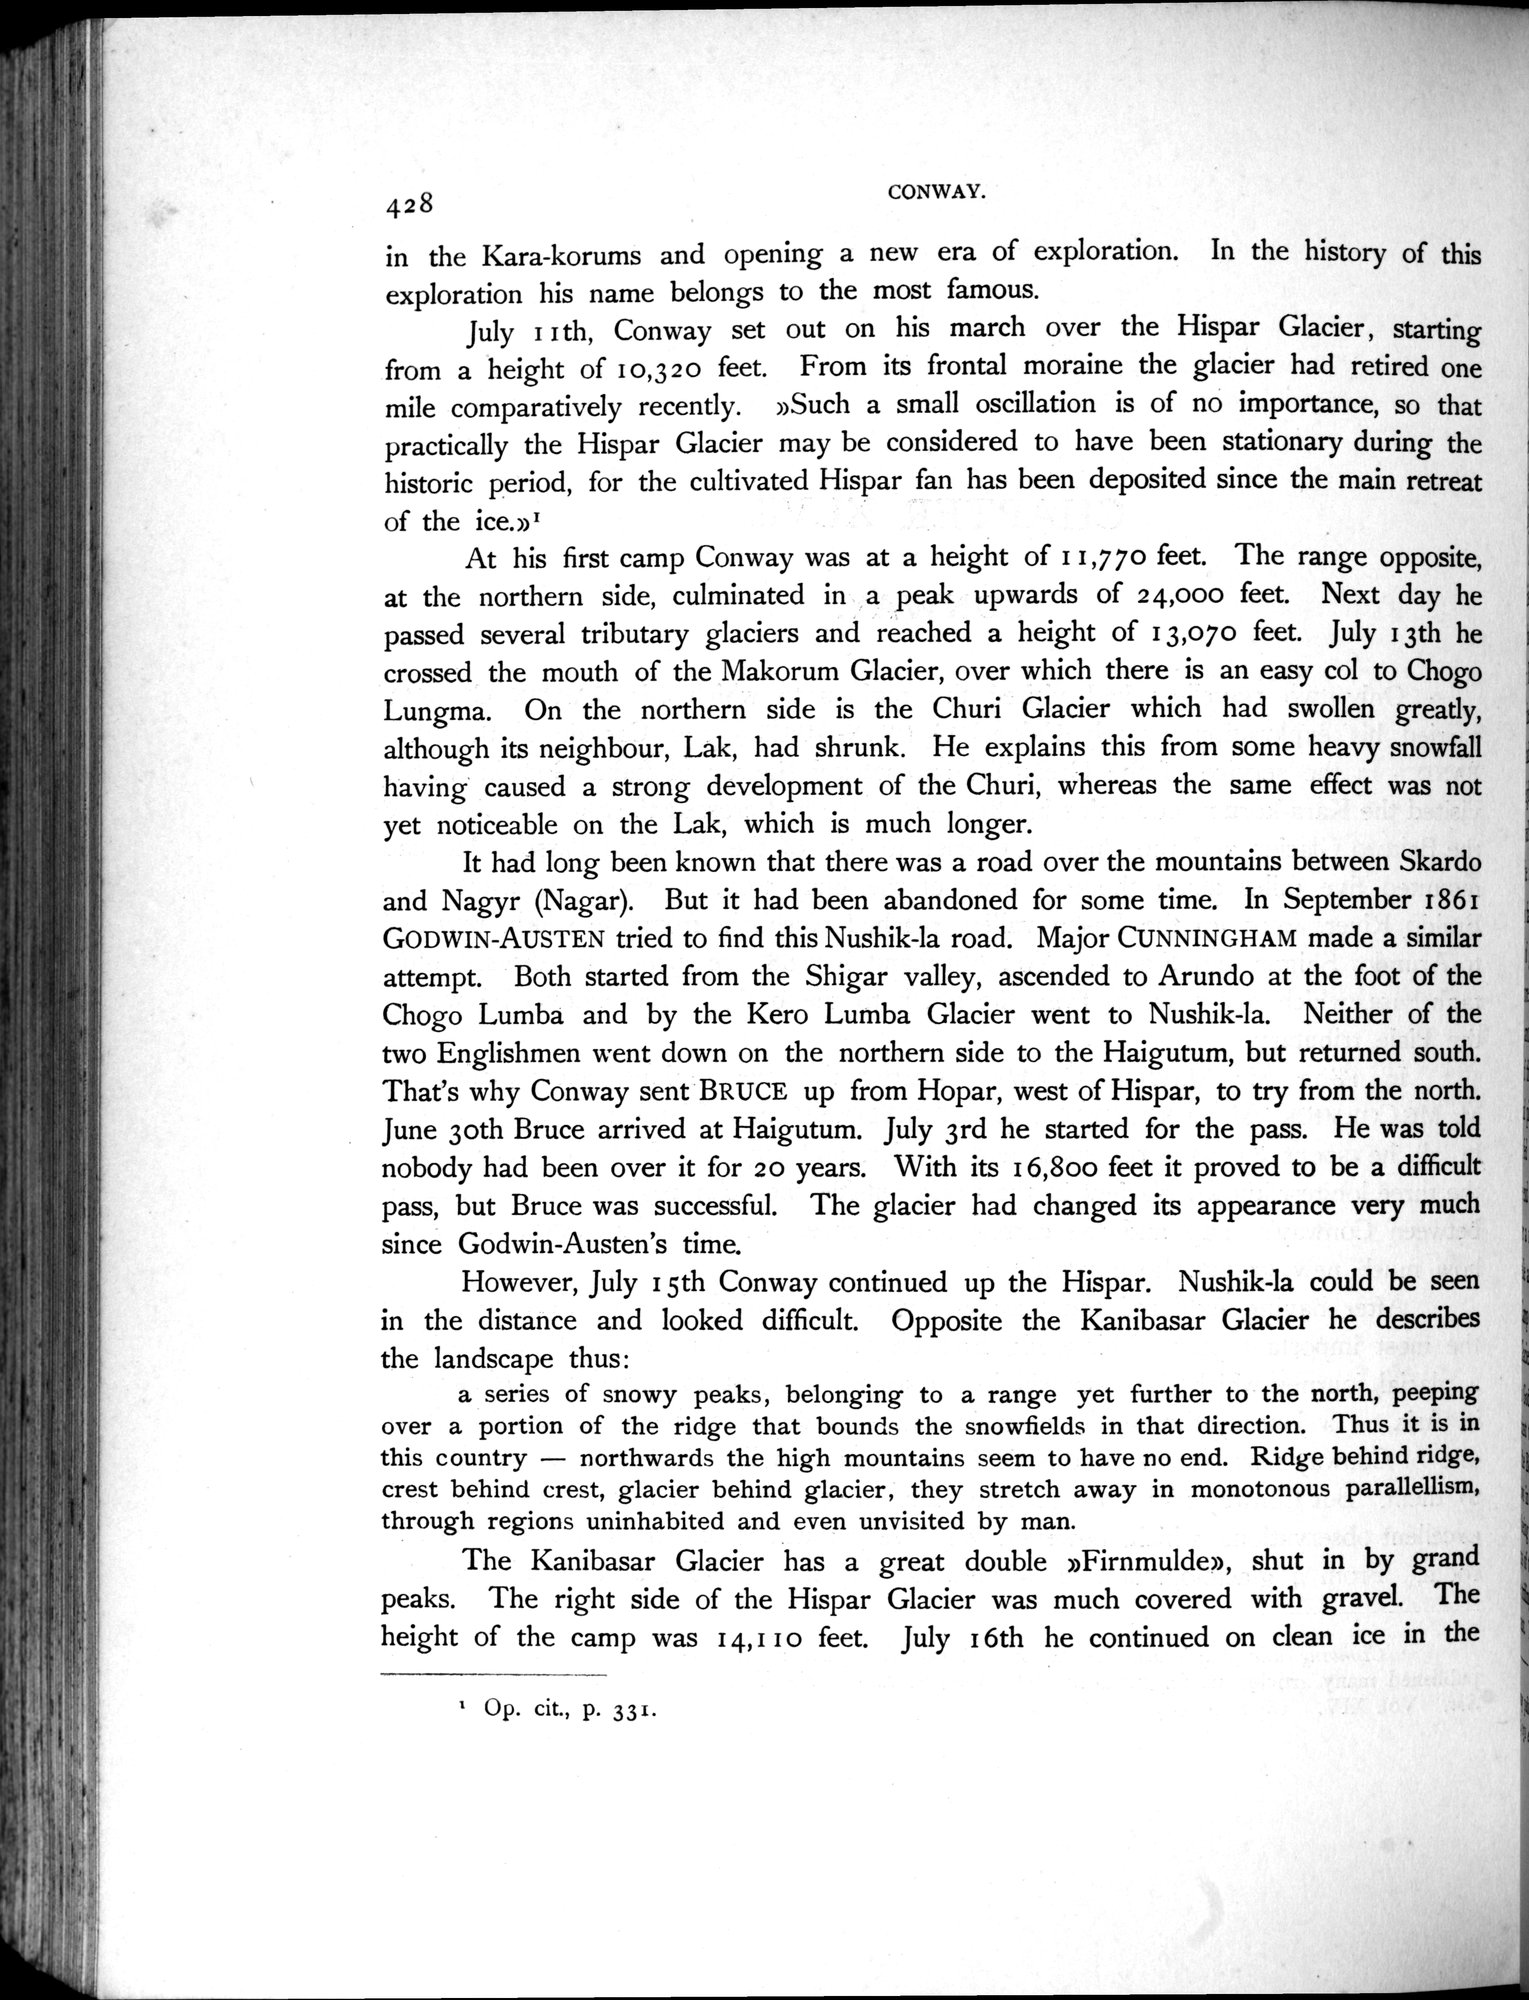 428
CONWAY.
in the Kara-korums and opening a new era of exploration. In the history of this
exploration his name belongs to the most famous.
July 11th, Conway set out on his march over the Hispar Glacier, starting
from a height of 10,320 feet. From its frontal moraine the glacier had retired one
mile comparatively recently. »Such a small oscillation is of no importance, so that
practically the Hispar Glacier may be considered to have been stationary during the
historic period, for the cultivated Hispar fan has been deposited since the main retreat
of the ice.»¹
At his first camp Conway was at a height of 11,770 feet. The range opposite,
at the northern side, culminated in a peak upwards of 24,000 feet. Next day he
passed several tributary glaciers and reached a height of 13,070 feet. July 13th he
crossed the mouth of the Makorum Glacier, over which there is an easy col to Chogo
Lungma. On the northern side is the Churi Glacier which had swollen greatly,
although its neighbour, Lak, had shrunk. He explains this from some heavy snowfall
having caused a strong development of the Churi, whereas the same effect was not
yet noticeable on the Lak, which is much longer.
It had long been known that there was a road over the mountains between Skardo
and Nagyr (Nagar). But it had been abandoned for some time. In September 1861
GODWIN-AUSTEN tried to find this Nushik-la road. Major CUNNINGHAM made a similar
attempt. Both started from the Shigar valley, ascended to Arundo at the foot of the
Chogo Lumba and by the Kero Lumba Glacier went to Nushik-la. Neither of the
two Englishmen went down on the northern side to the Haigutum, but returned south.
That's why Conway sent BRUCE up from Hopar, west of Hispar, to try from the north.
June 30th Bruce arrived at Haigutum. July 3rd he started for the pass. He was told
nobody had been over it for 20 years. With its 16,800 feet it proved to be a difficult
pass, but Bruce was successful. The glacier had changed its appearance very much
since Godwin-Austen's time.
However, July 15th Conway continued up the Hispar. Nushik-la could be seen
in the distance and looked difficult. Opposite the Kanibasar Glacier he describes
the landscape thus:
a series of snowy peaks, belonging to a range yet further to the north, peeping
over a portion of the ridge that bounds the snowfields in that direction. Thus it is in
this country — northwards the high mountains seem to have no end. Ridge behind ridge,
crest behind crest, glacier behind glacier, they stretch away in monotonous parallellism,
through regions uninhabited and even unvisited by man.
The Kanibasar Glacier has a great double »Firnmulde», shut in by grand
peaks. The right side of the Hispar Glacier was much covered with gravel. The
height of the camp was 14,110 feet. July 16th he continued on clean ice in the
¹ Op. cit., p. 331.